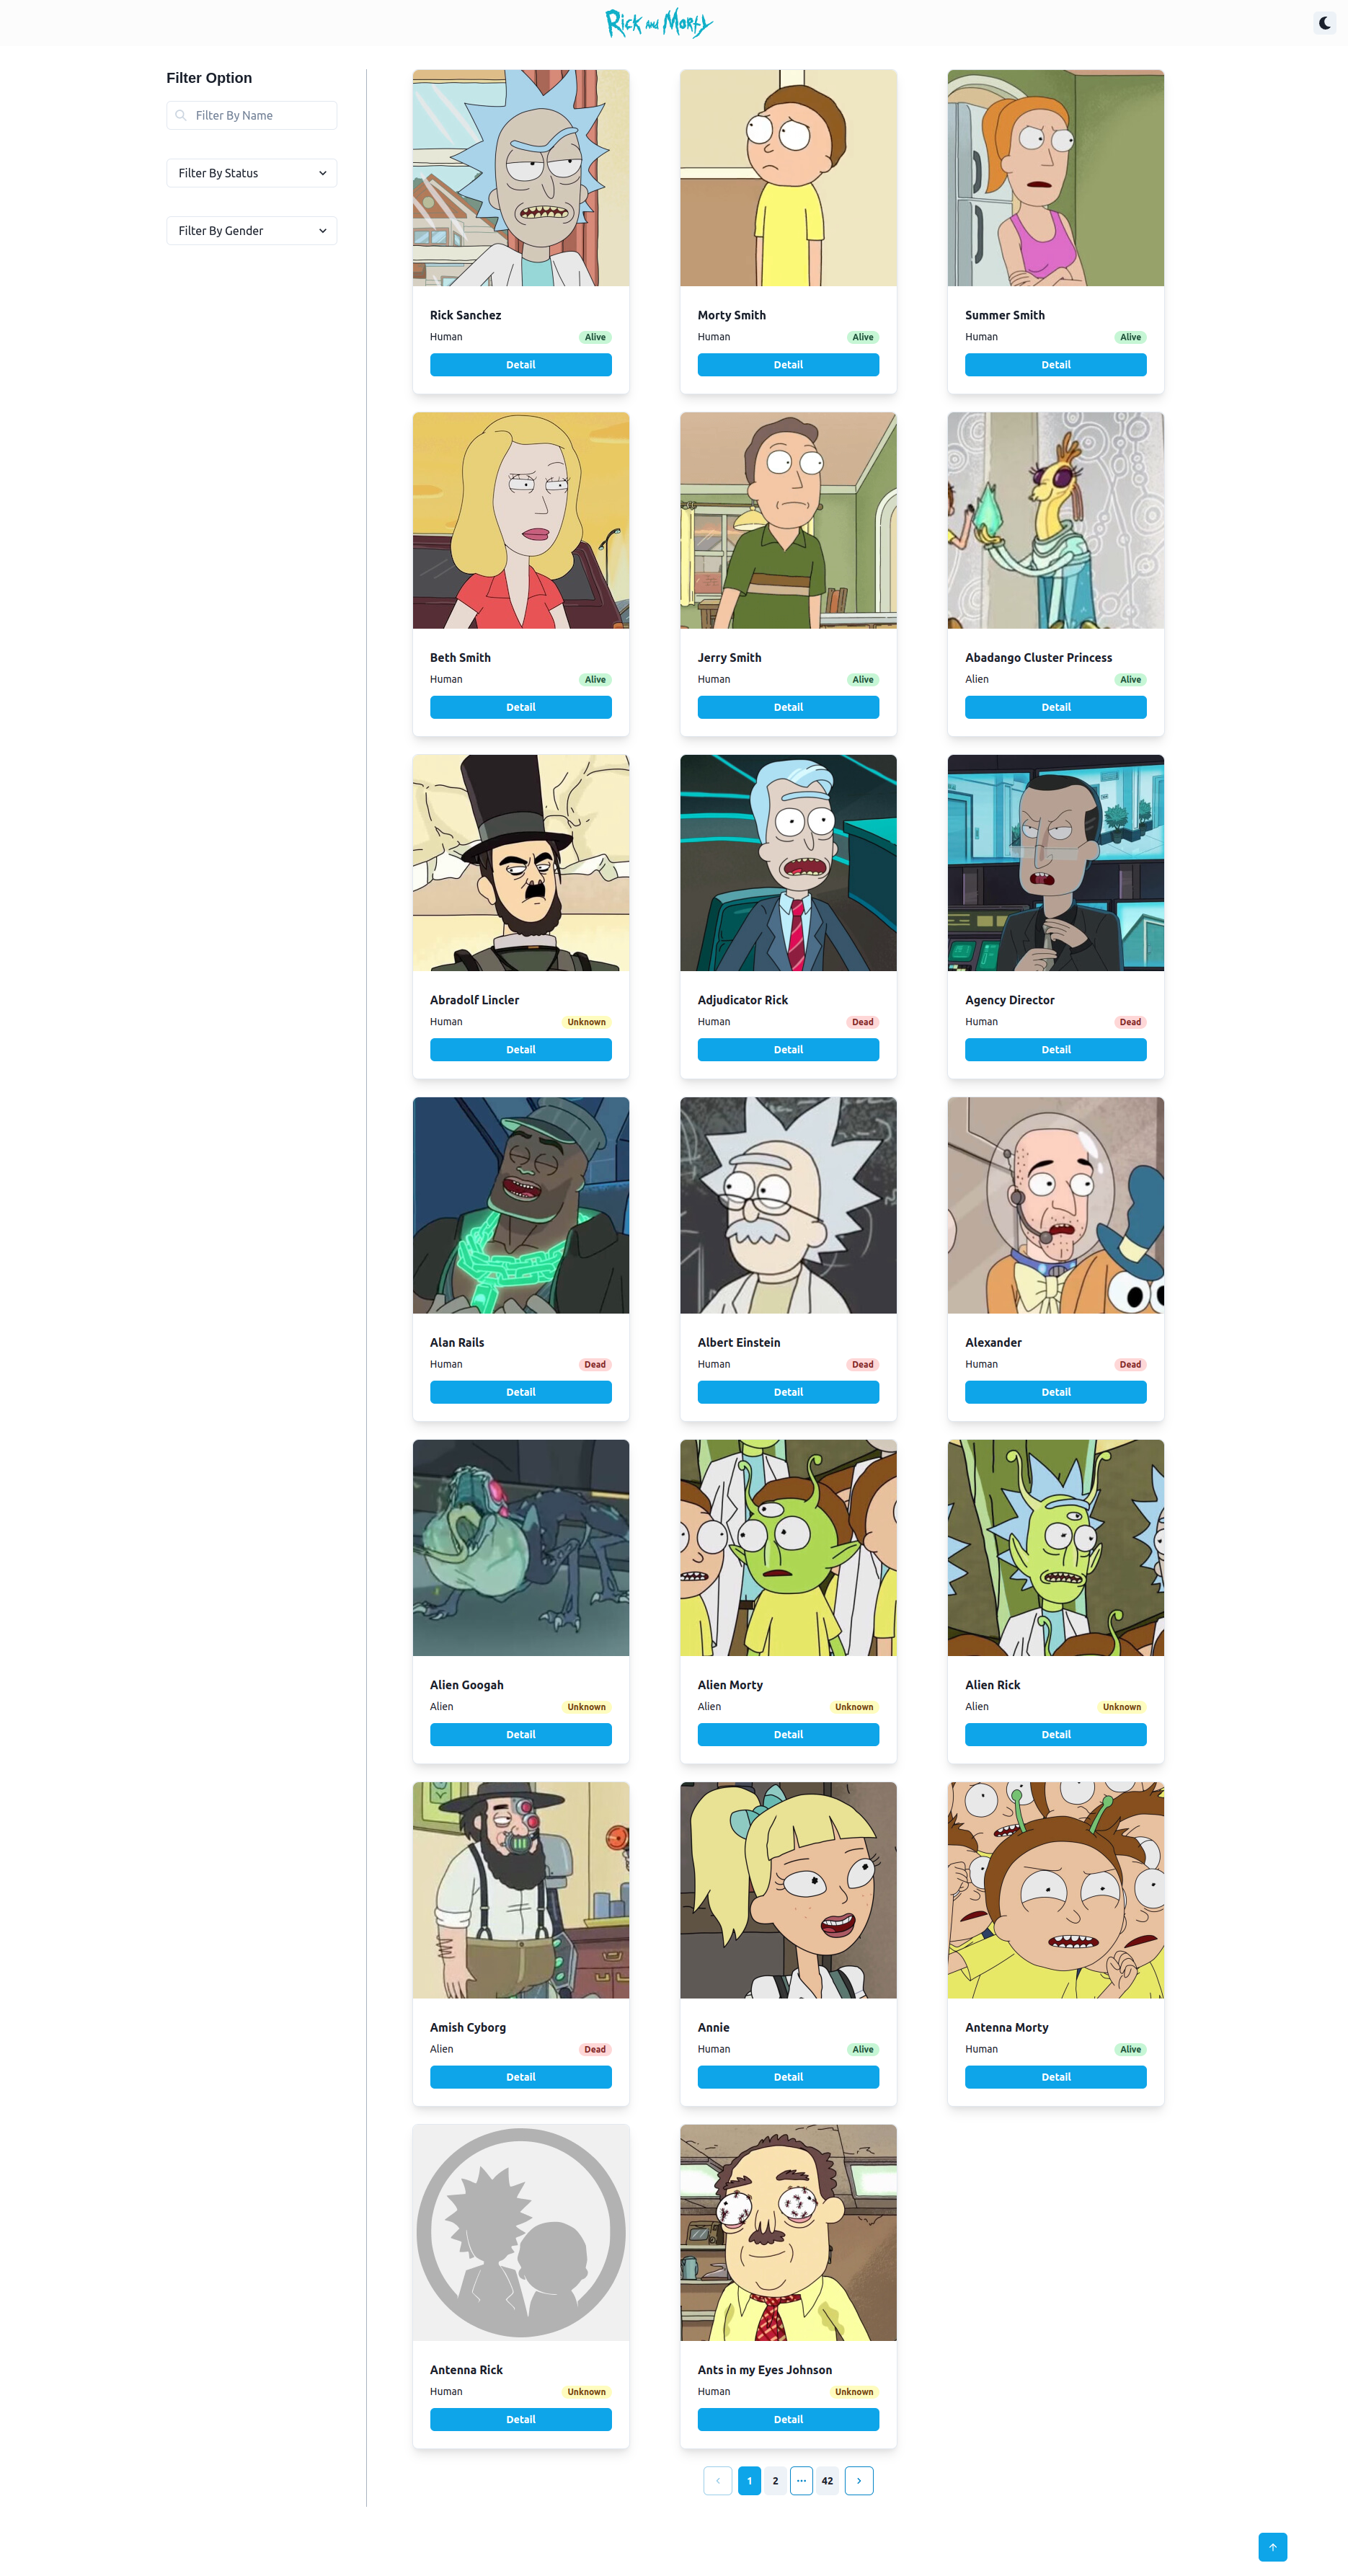 Rick and Morty
Filter Option
Filter By Name
Filter By Status
Filter By Gender
Rick Sanchez
Human
Alive
Detail
Morty Smith
Human
Alive
Detail
Summer Smith
Human
Alive
Detail
Beth Smith
Human
Alive
Detail
Jerry Smith
Human
Alive
Detail
Abadango Cluster Princess
Alien
Alive
Detail
Abradolf Lincler
Human
Unknown
Detail
Adjudicator Rick
Human
Dead
Detail
Agency Director
Human
Dead
Detail
Alan Rails
Human
Dead
Detail
Albert Einstein
Human
Dead
Detail
Alexander
Human
Dead
Detail
Alien Googah
Alien
Unknown
Detail
Alien Morty
Alien
Unknown
Detail
Alien Rick
Alien
Unknown
Detail
Amish Cyborg
Alien
Dead
Detail
Annie
Human
Alive
Detail
Antenna Morty
Human
Alive
Detail
Antenna Rick
Human
Unknown
Detail
Ants in my Eyes Johnson
Human
Unknown
Detail
1 2 ... 42